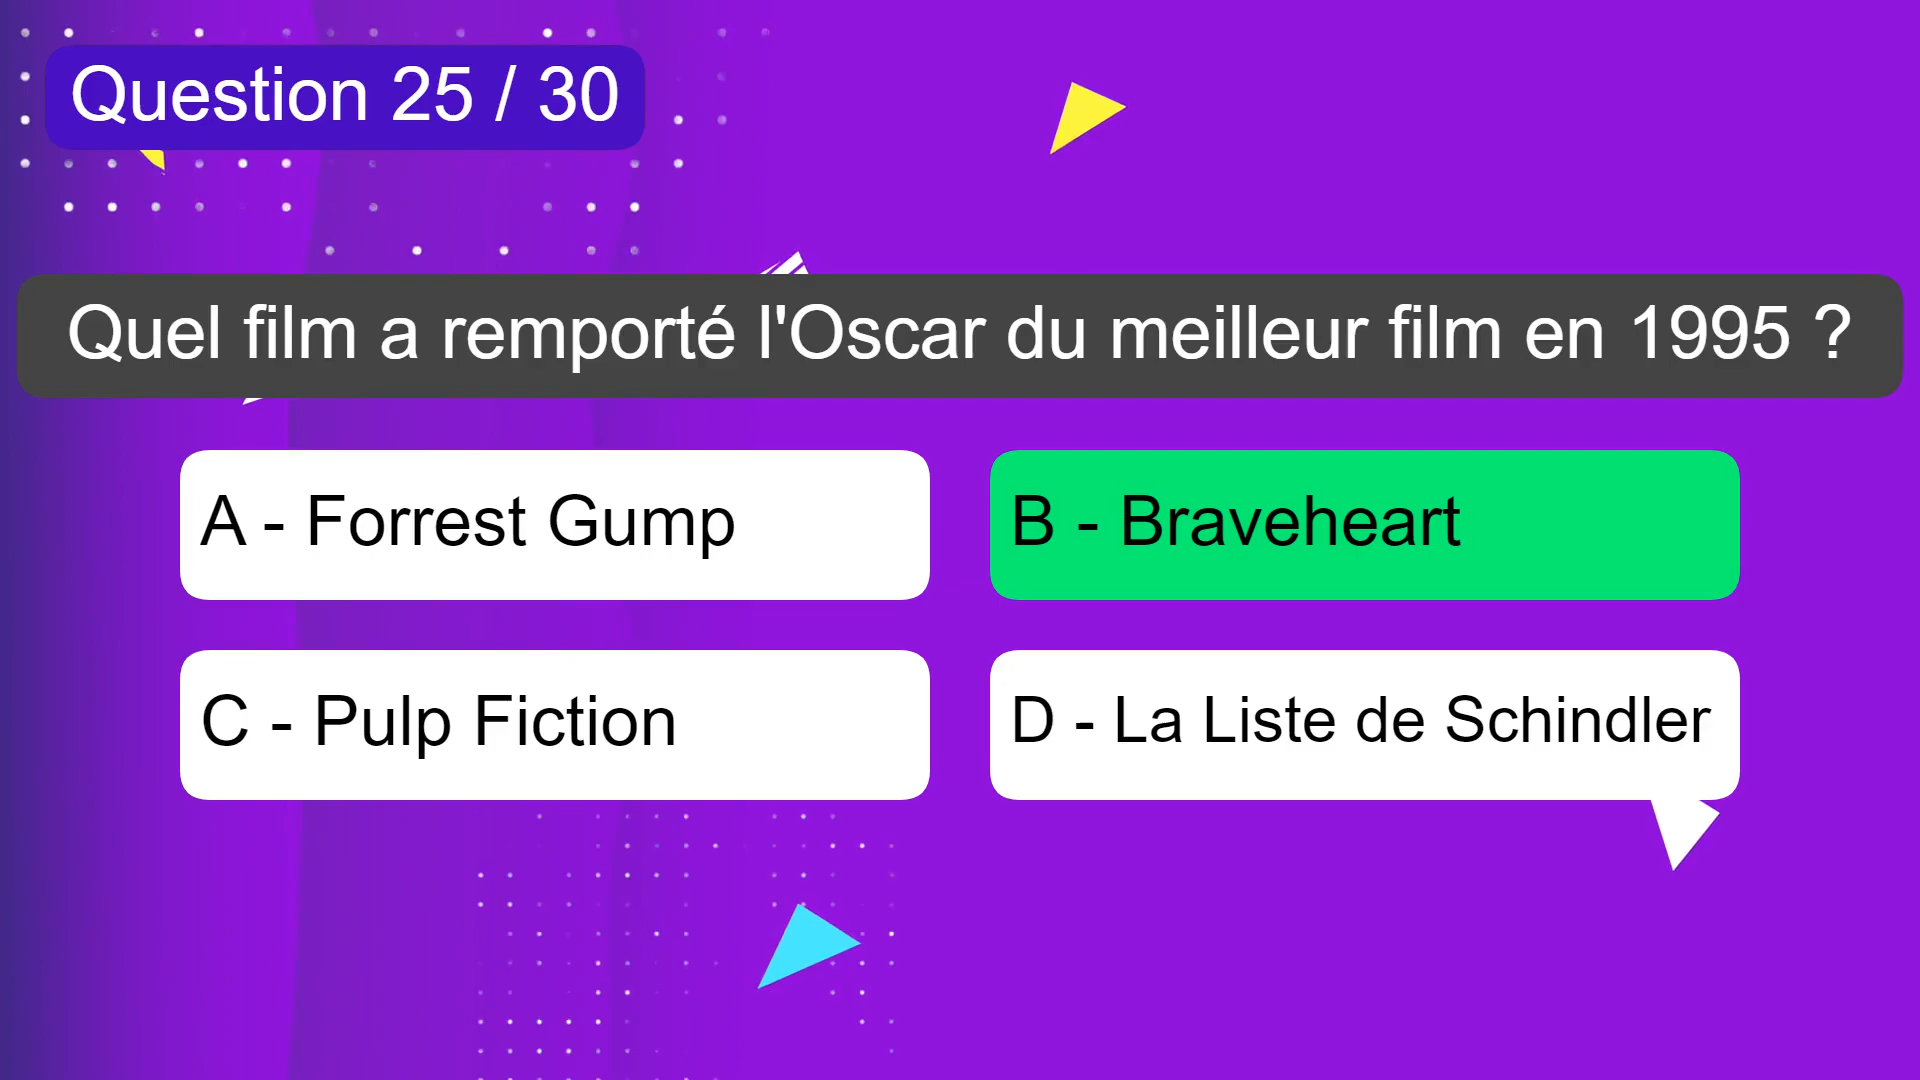 Question 25 / 30
Quel film a remporté l'Oscar du meilleur film en 1995 ?
A - Forrest Gump
B - Braveheart
C - Pulp Fiction
D - La Liste de Schindler